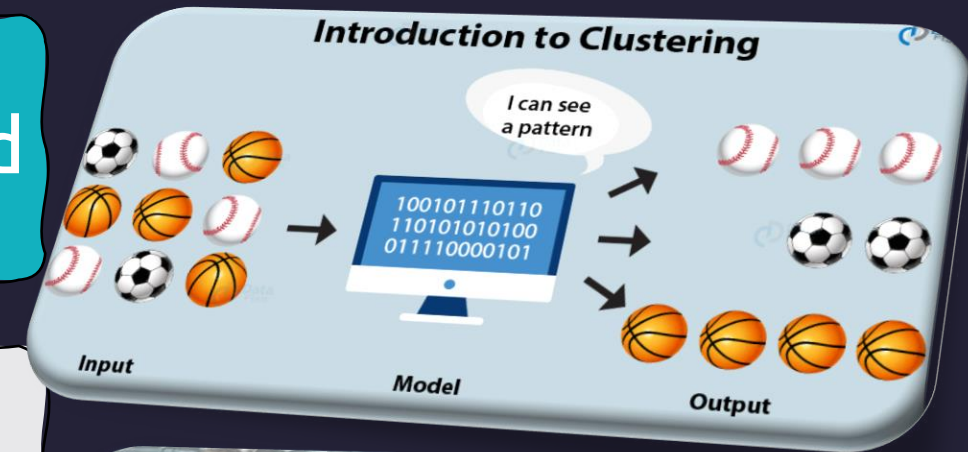 d
Introduction to Clustering
I can see
a pattern
100101110110
110101010100
011110000101
Input
Model
Output